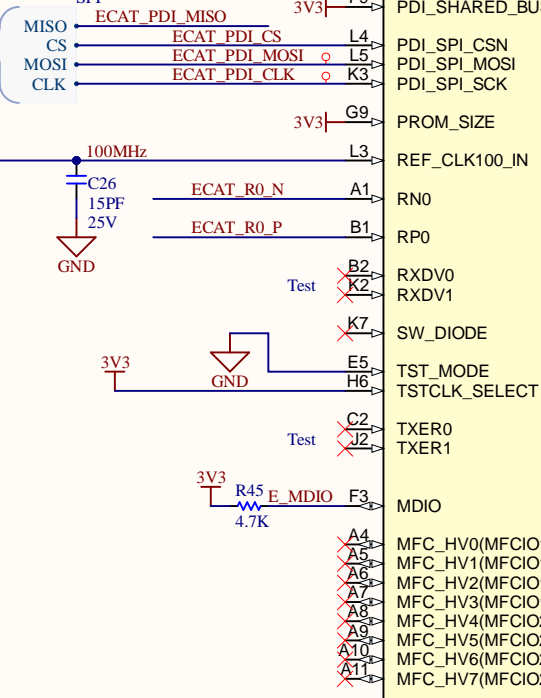 MISO ECAT_PDI_MISO
3V3 PDI_SHARED_BU
CS ECAT_PDI_CS L4 PDI_SPI_CSN
MOSI ECAT_PDI_MOSI L5 PDI_SPI_MOSI
CLK ECAT_PDI_CLK K3 PDI_SPI_SCK
3V3 G9 PROM_SIZE
100MHz L3 REF_CLK100_IN
C26
15PF
25V
GND
ECAT_R0_N A1 RN0
ECAT_R0_P B1 RP0
B2 RXDV0
Test
K2 RXDV1
K7 SW_DIODE
GND
E5 TST_MODE
3V3
H6 TSTCLK_SELECT
C2 TXER0
Test
J2 TXER1
3V3
R45 E_MDIO F3 MDIO
4.7K
A4 MFC_HV0(MFCIO
A5 MFC_HV1(MFCIO
A6 MFC_HV2(MFCIO
A7 MFC_HV3(MFCIO
A8 MFC_HV4(MFCIO
A9 MFC_HV5(MFCIO
A10 MFC_HV6(MFCIO
A11 MFC_HV7(MFCIO